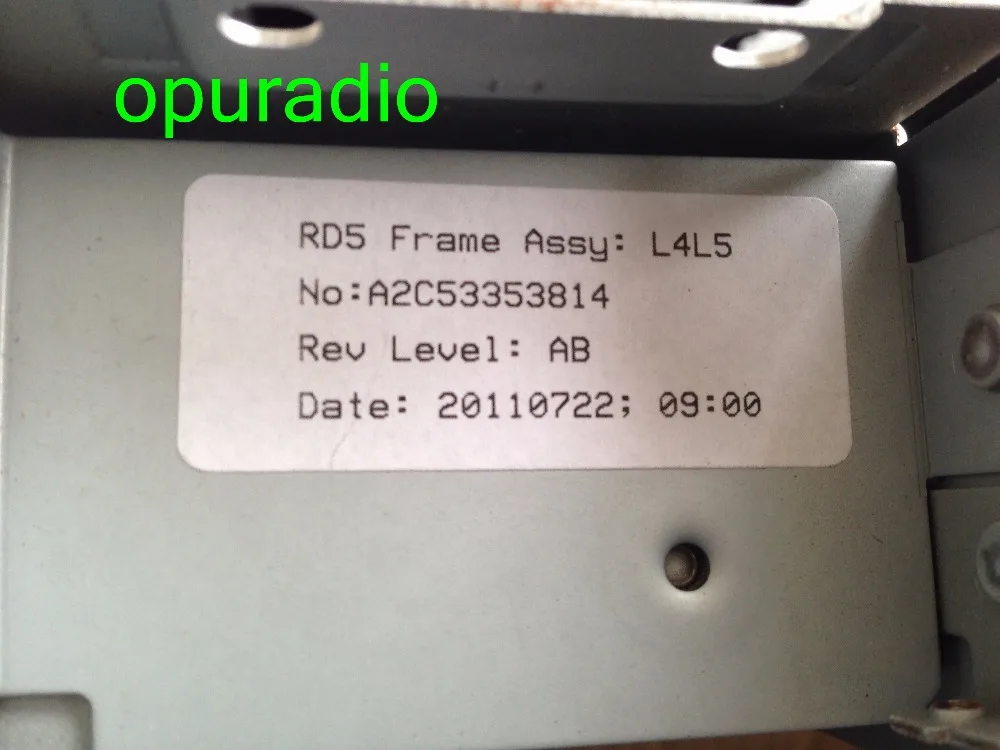 opuradio
RD5 Frame Assy: L4L5
No:A2C53353814
Rev Level: AB
Date: 20110722; 09:00